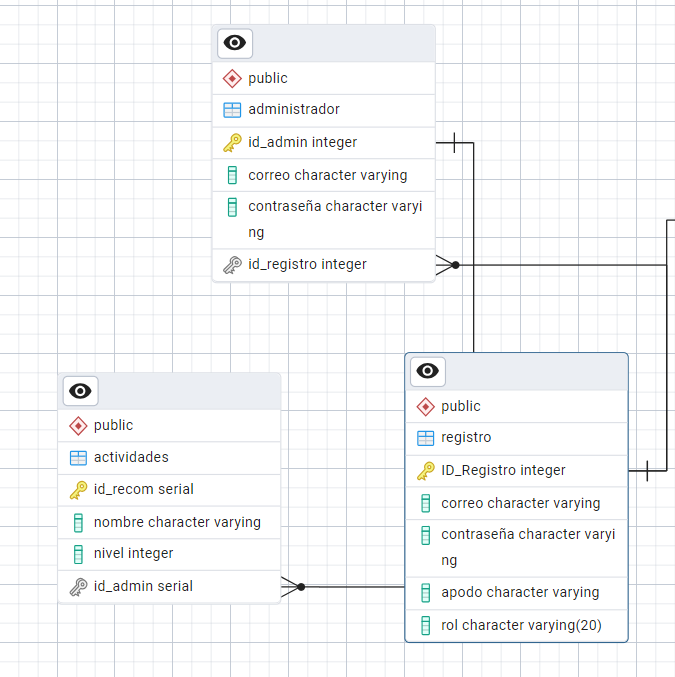 public
administrador
id_admin integer
correo character varying
contraseña character varyi
ng
id_registro integer
public
actividades
id_recom serial
nombre character varying
nivel integer
id_admin serial
public
registro
ID_Registro integer
correo character varying
contraseña character varyi
ng
apodo character varying
rol character varying(20)